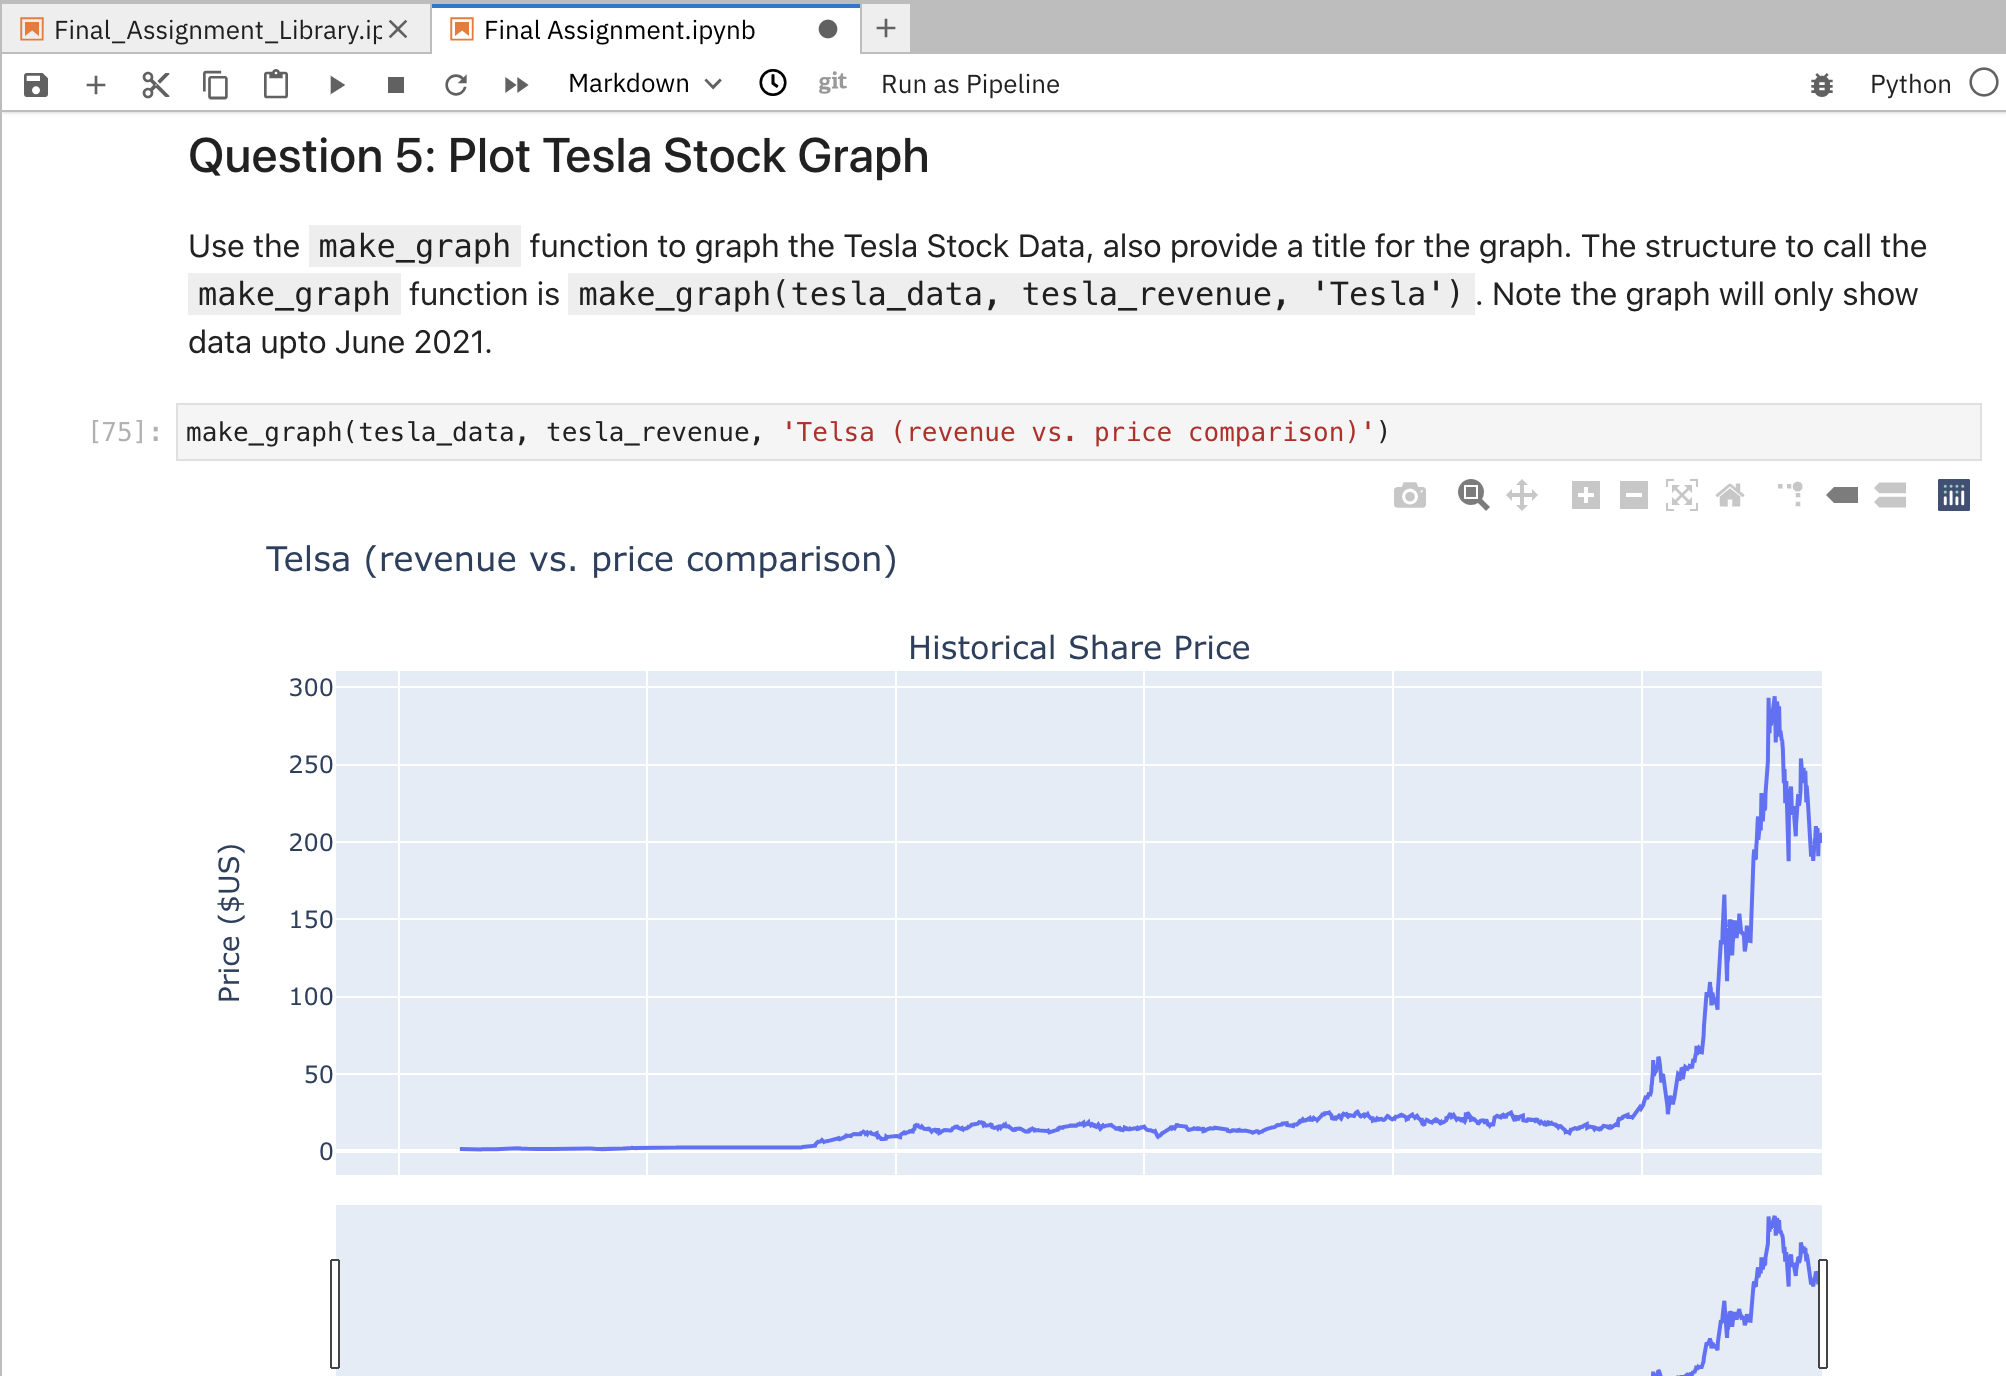 Final_Assignment_Library.ip
Final Assignment.ipynb
Markdown
git
Run as Pipeline
Python
Question 5: Plot Tesla Stock Graph
Use the make_graph function to graph the Tesla Stock Data, also provide a title for the graph. The structure to call the
make_graph function is make_graph(tesla_data, tesla_revenue, 'Tesla') . Note the graph will only show
data upto June 2021.
[75]: make_graph(tesla_data, tesla_revenue, 'Telsa (revenue vs. price comparison)')
Telsa (revenue vs. price comparison)
Historical Share Price
Price ($US)
300
250
200
150
100
50
0